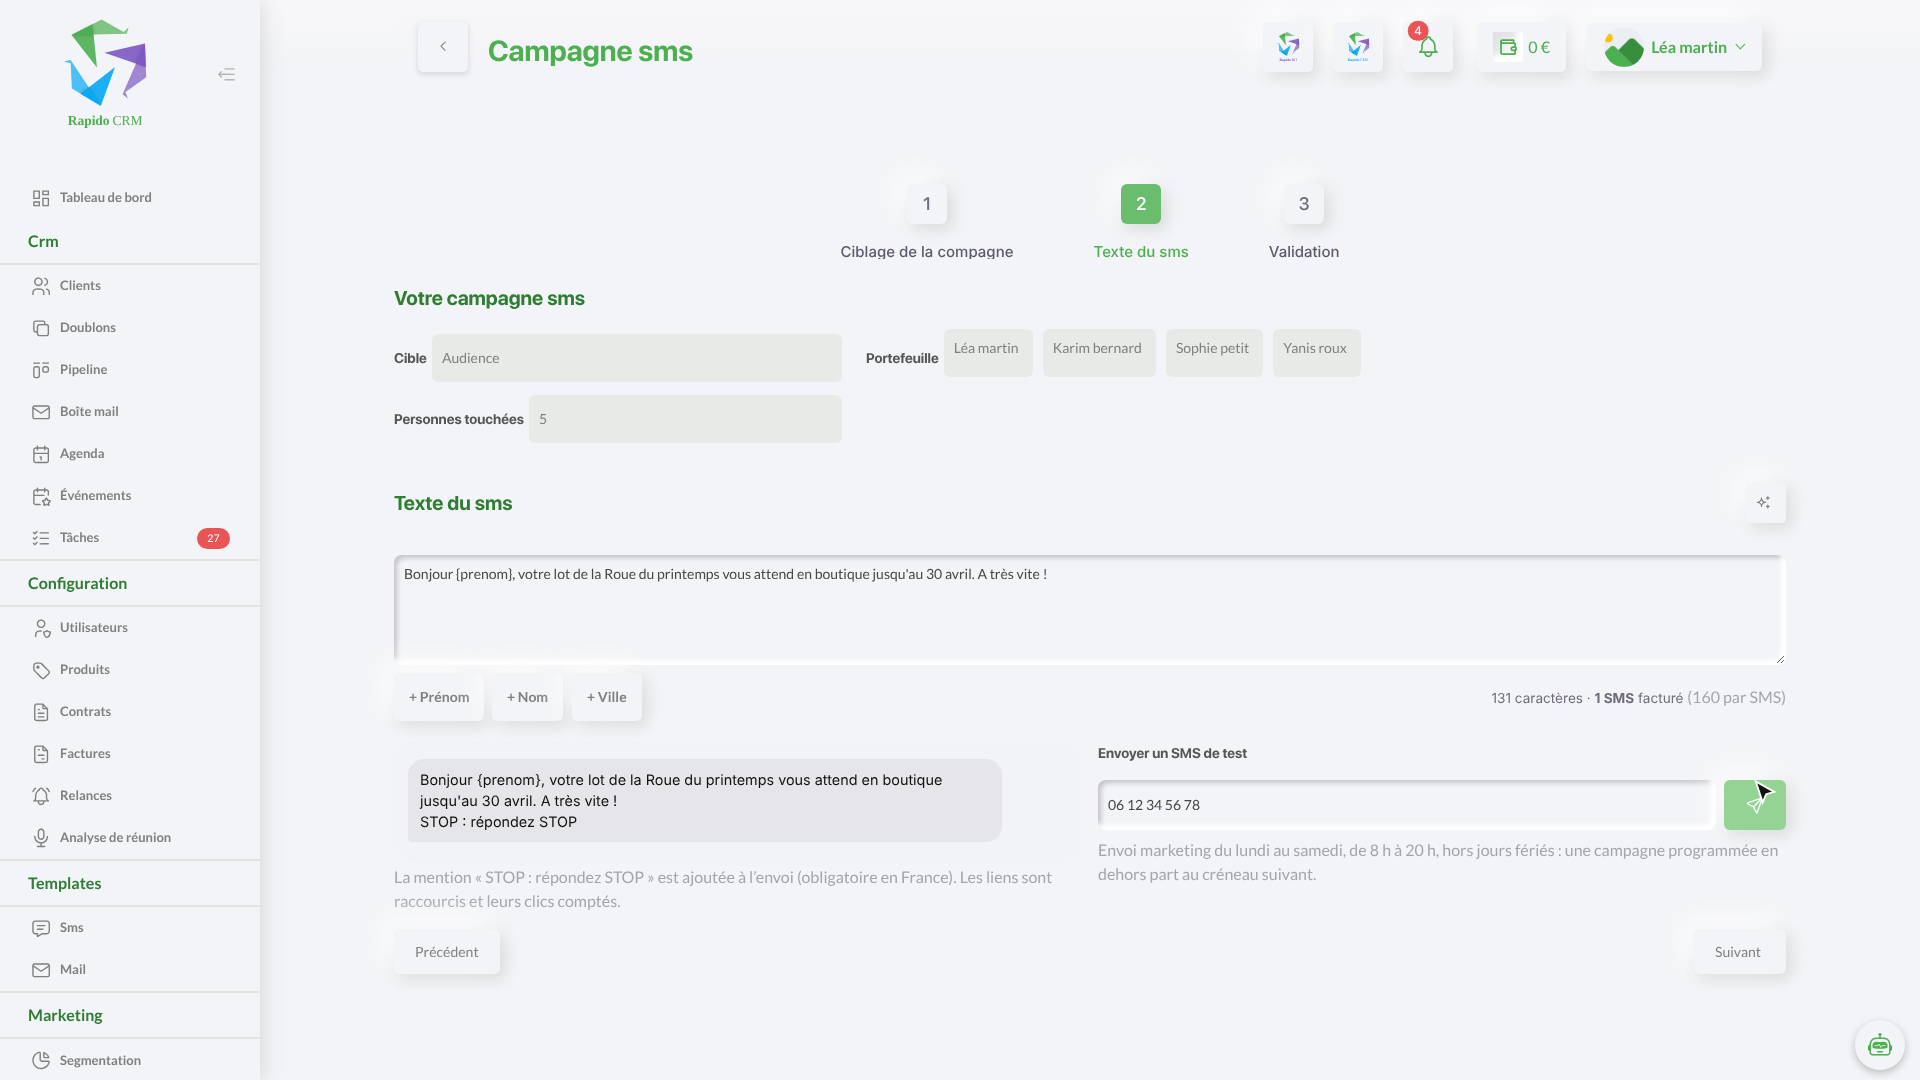 Rapido CRM
Tableau de bord
Crm
Clients
Doublons
Pipeline
Boîte mail
Agenda
Événements
Tâches
27
Configuration
Utilisateurs
Produits
Contrats
Factures
Relances
Analyse de réunion
Templates
Sms
Mail
Marketing
Segmentation
Campagne sms
4
0 €
Léa martin
1
Ciblage de la compagne
2
Texte du sms
3
Validation
Votre campagne sms
Cible
Audience
Portefeuille
Léa martin
Karim bernard
Sophie petit
Yanis roux
Personnes touchées
5
Texte du sms
Bonjour {prenom}, votre lot de la Roue du printemps vous attend en boutique jusqu'au 30 avril. A très vite !
+ Prénom
+ Nom
+ Ville
131 caractères · 1 SMS facturé (160 par SMS)
Bonjour {prenom}, votre lot de la Roue du printemps vous attend en boutique
jusqu'au 30 avril. A très vite !
STOP : répondez STOP
La mention « STOP : répondez STOP » est ajoutée à l'envoi (obligatoire en France). Les liens sont
raccourcis et leurs clics comptés.
Envoyer un SMS de test
06 12 34 56 78
Envoi marketing du lundi au samedi, de 8 h à 20 h, hors jours fériés : une campagne programmée en
dehors part au créneau suivant.
Précédent
Suivant